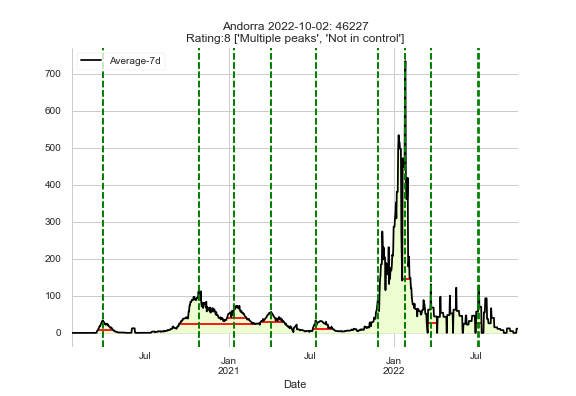 Andorra 2022-10-02: 46227
Rating:8 ['Multiple peaks', 'Not in control']
Average-7d
700
600
500
400
300
200
100
0
Jul
Jan
2021
Jul
Jan
2022
Jul
Date